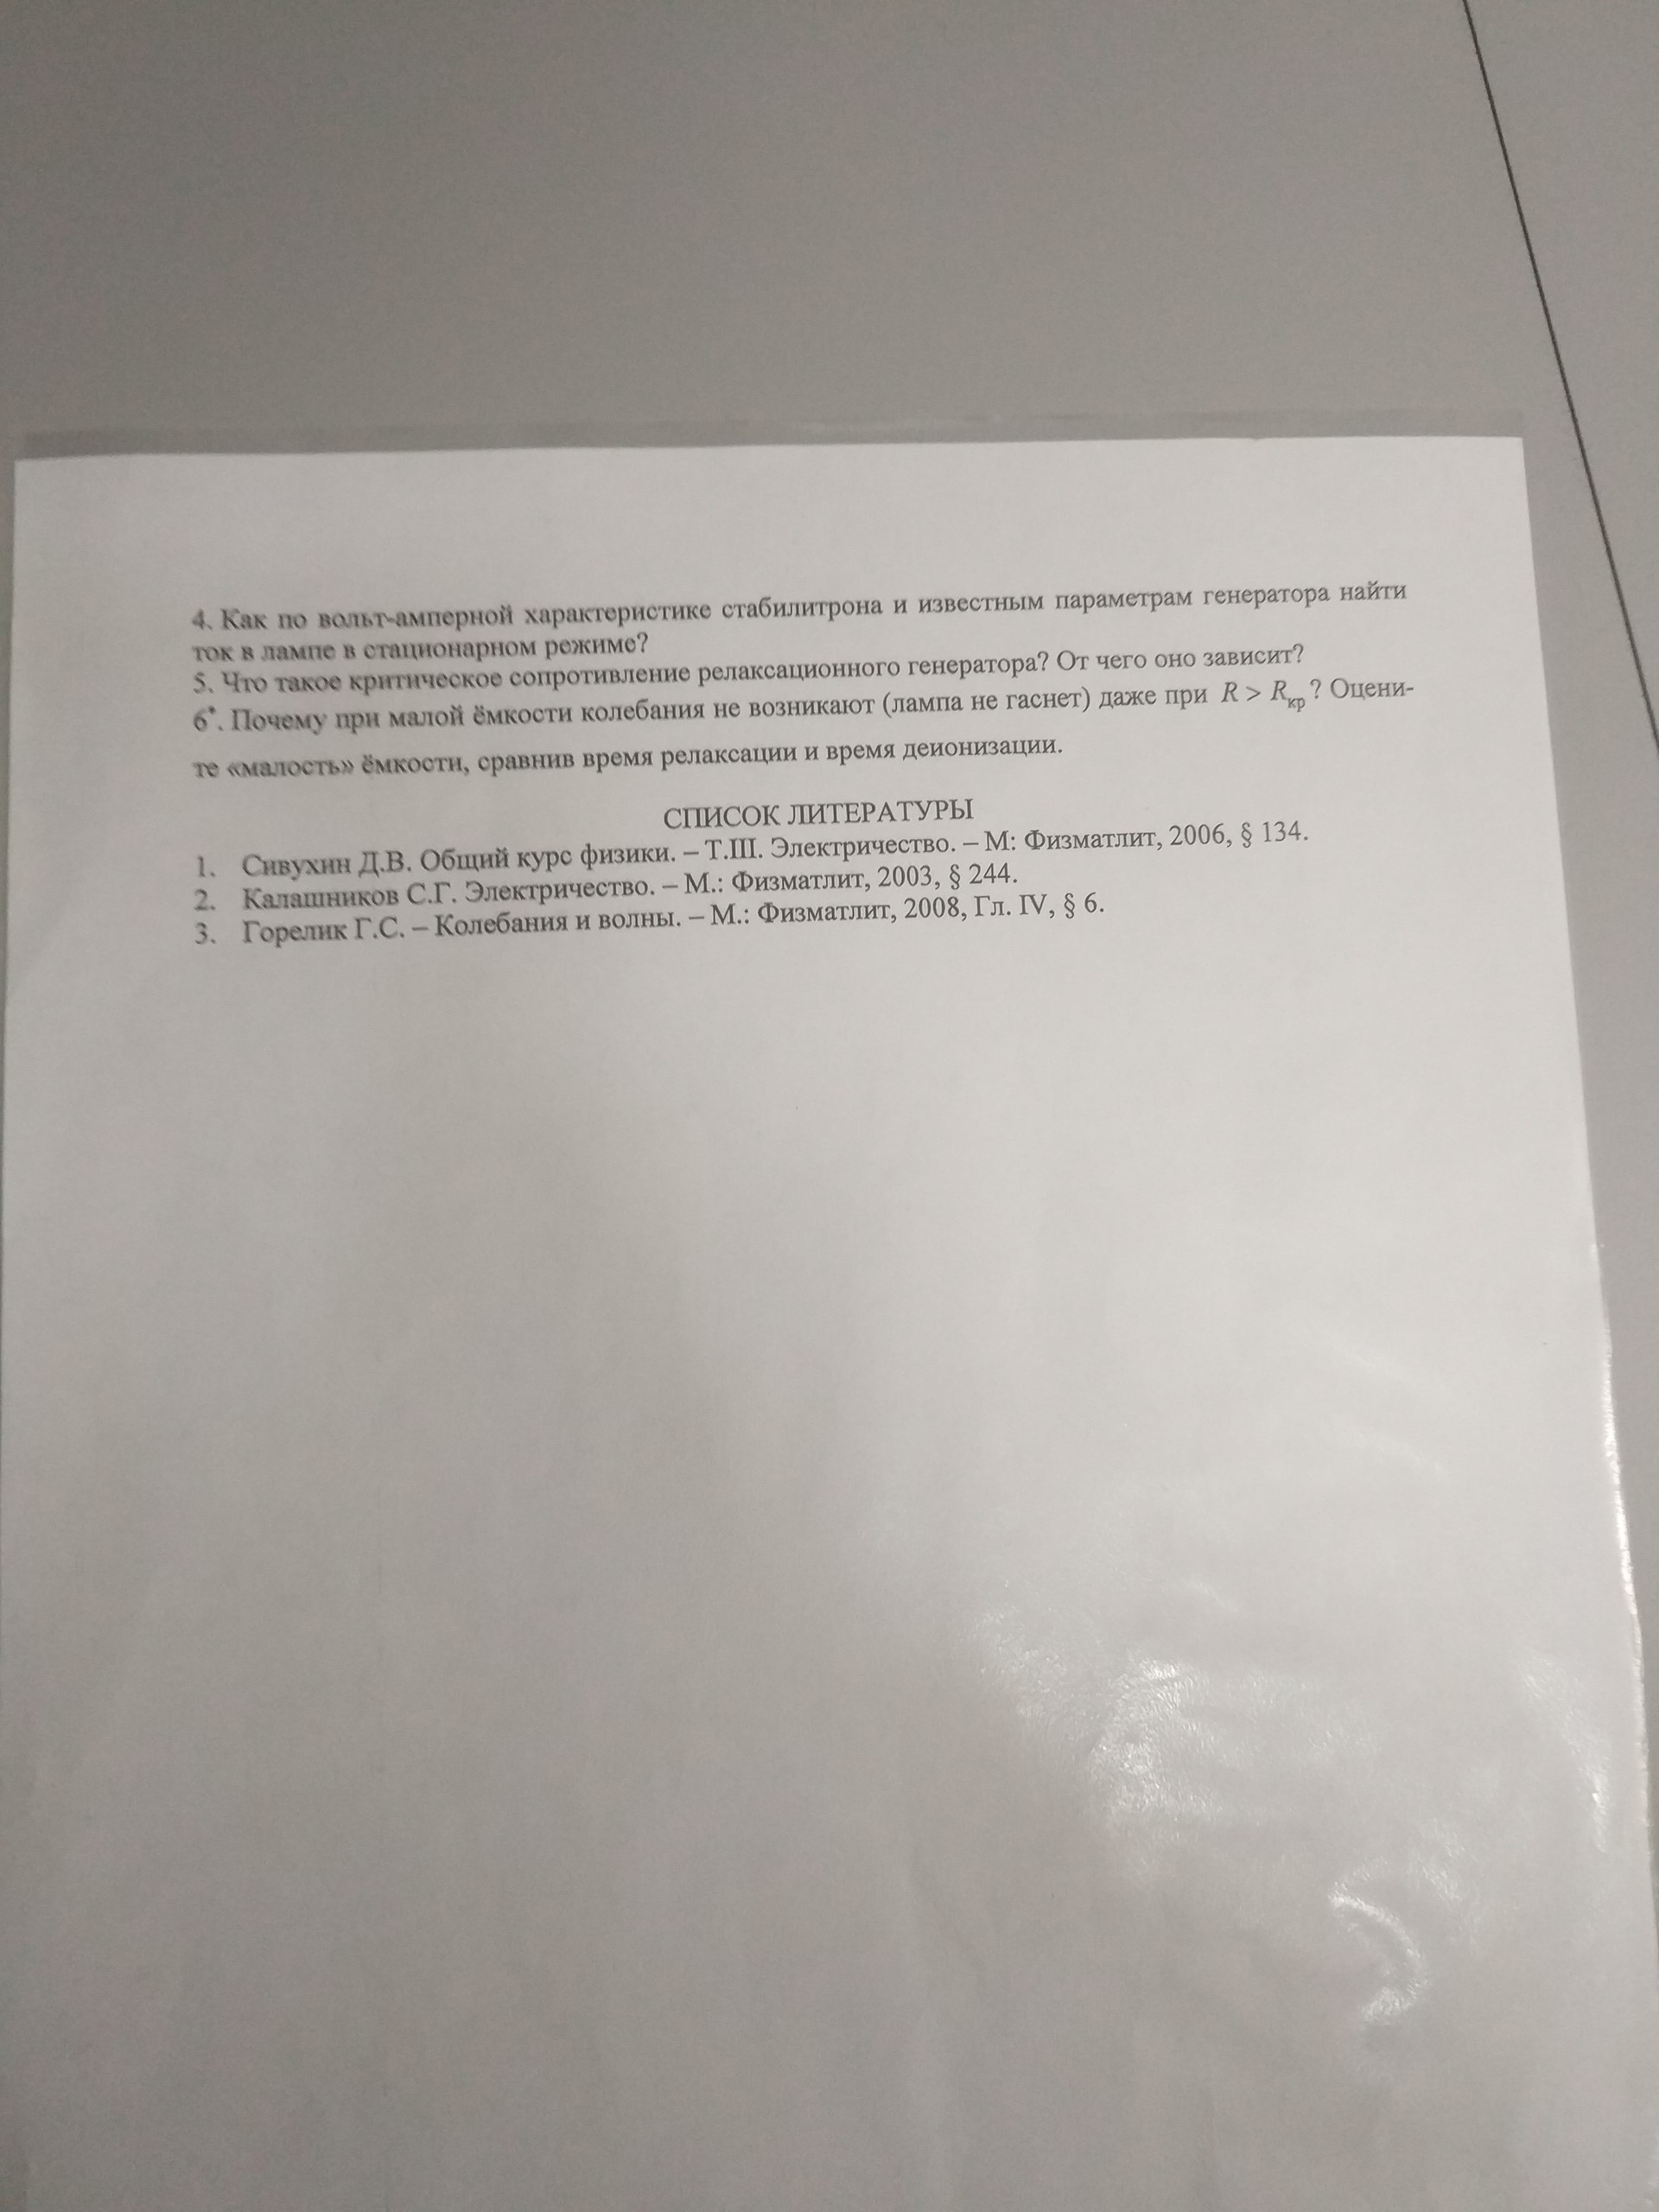 4. Как по вольт-амперной характеристике стабилитрона и известным параметрам генератора найти
ток в лампе в стационарном режиме?
5. Что такое критическое сопротивление релаксационного генератора? От чего оно зависит?
6*. Почему при малой ёмкости колебания не возникают (лампа не гаснет) даже при R > Rкр? Оцени-
те «малость» ёмкости, сравнив время релаксации и время деионизации.
СПИСОК ЛИТЕРАТУРЫ
1. Сивухин Д.В. Общий курс физики. – Т.III. Электричество. – М: Физматлит, 2006, § 134.
2. Калашников С.Г. Электричество. – М.: Физматлит, 2003, § 244.
3. Горелик Г.С. – Колебания и волны. – М.: Физматлит, 2008, Гл. IV, § 6.